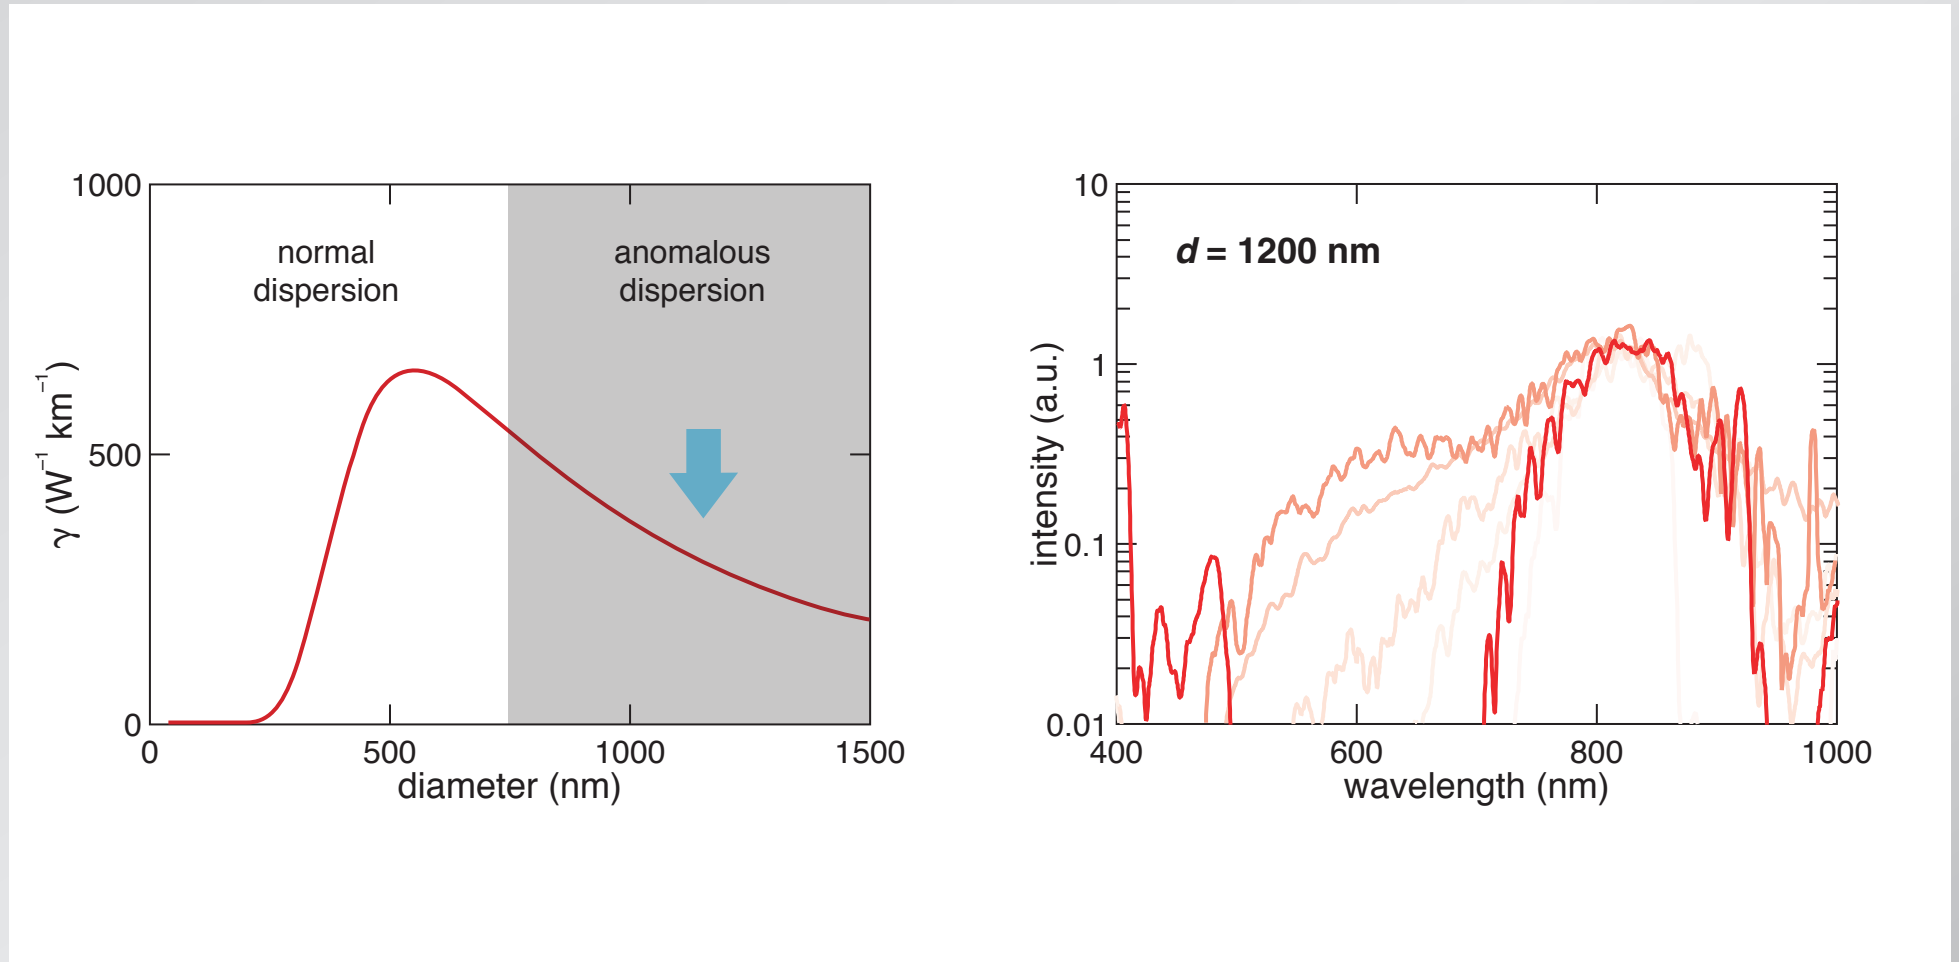 1000
500
0
0
500
1000
1500
normal
dispersion
anomalous
dispersion
γ (W⁻¹ km⁻¹)
diameter (nm)
10
1
0.1
0.01
400
600
800
1000
d = 1200 nm
intensity (a.u.)
wavelength (nm)